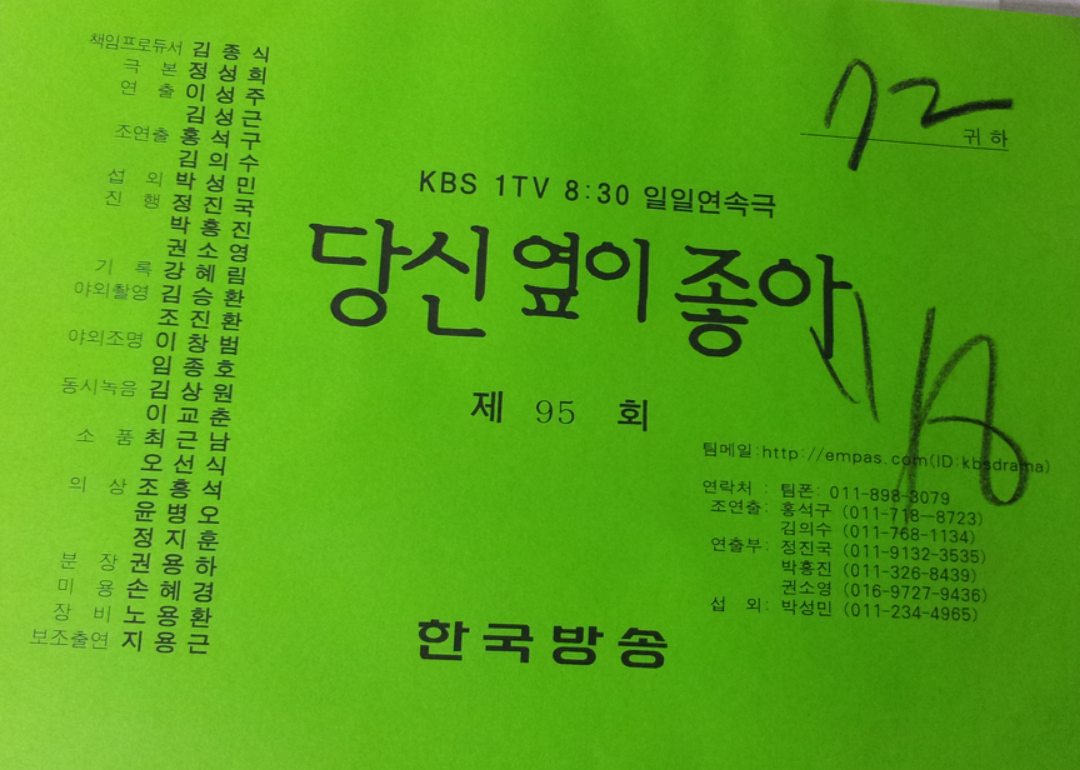 책임프로듀서 김종식
극 본 정성희
연 출 이성주
김성근
조연출 홍석구
김의수
섭 외 박성민
진 행 정진국
박홍진
권소영
기 록 강혜림
야외촬영 김승환
조진환
야외조명 이창범
임종호
동시녹음 김상원
이교춘
소 품 최근남
오선식
의 상 조홍석
윤병오
정지훈
분 장 권용하
미 용 손혜경
장 비 노용환
보조출연 지용근
귀하
KBS 1TV 8:30 일일연속극
당신 옆이 좋아
제 95 회
팀메일:http://empas.com(ID:kbsdrama)
연락처 : 팀폰: 011-898-3079
조연출: 홍석구 (011-718-8723)
김의수 (011-768-1134)
연출부: 정진국 (011-9132-3535)
박홍진 (011-326-8439)
권소영 (016-9727-9436)
섭 외: 박성민 (011-234-4965)
한국방송